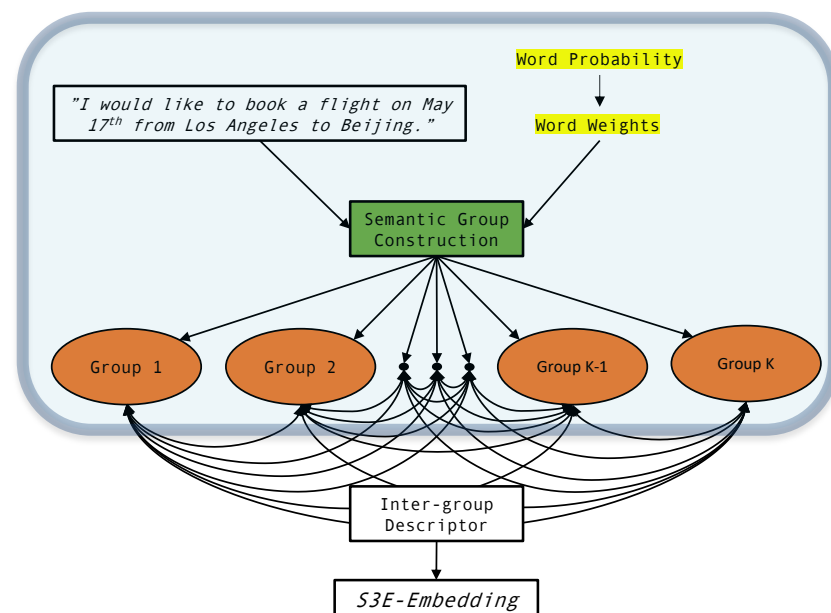 Word Probability
"I would like to book a flight on May
17th from Los Angeles to Beijing."
Word Weights
Semantic Group
Construction
Group 1
Group 2
Group K-1
Group K
Inter-group
Descriptor
S3E-Embedding